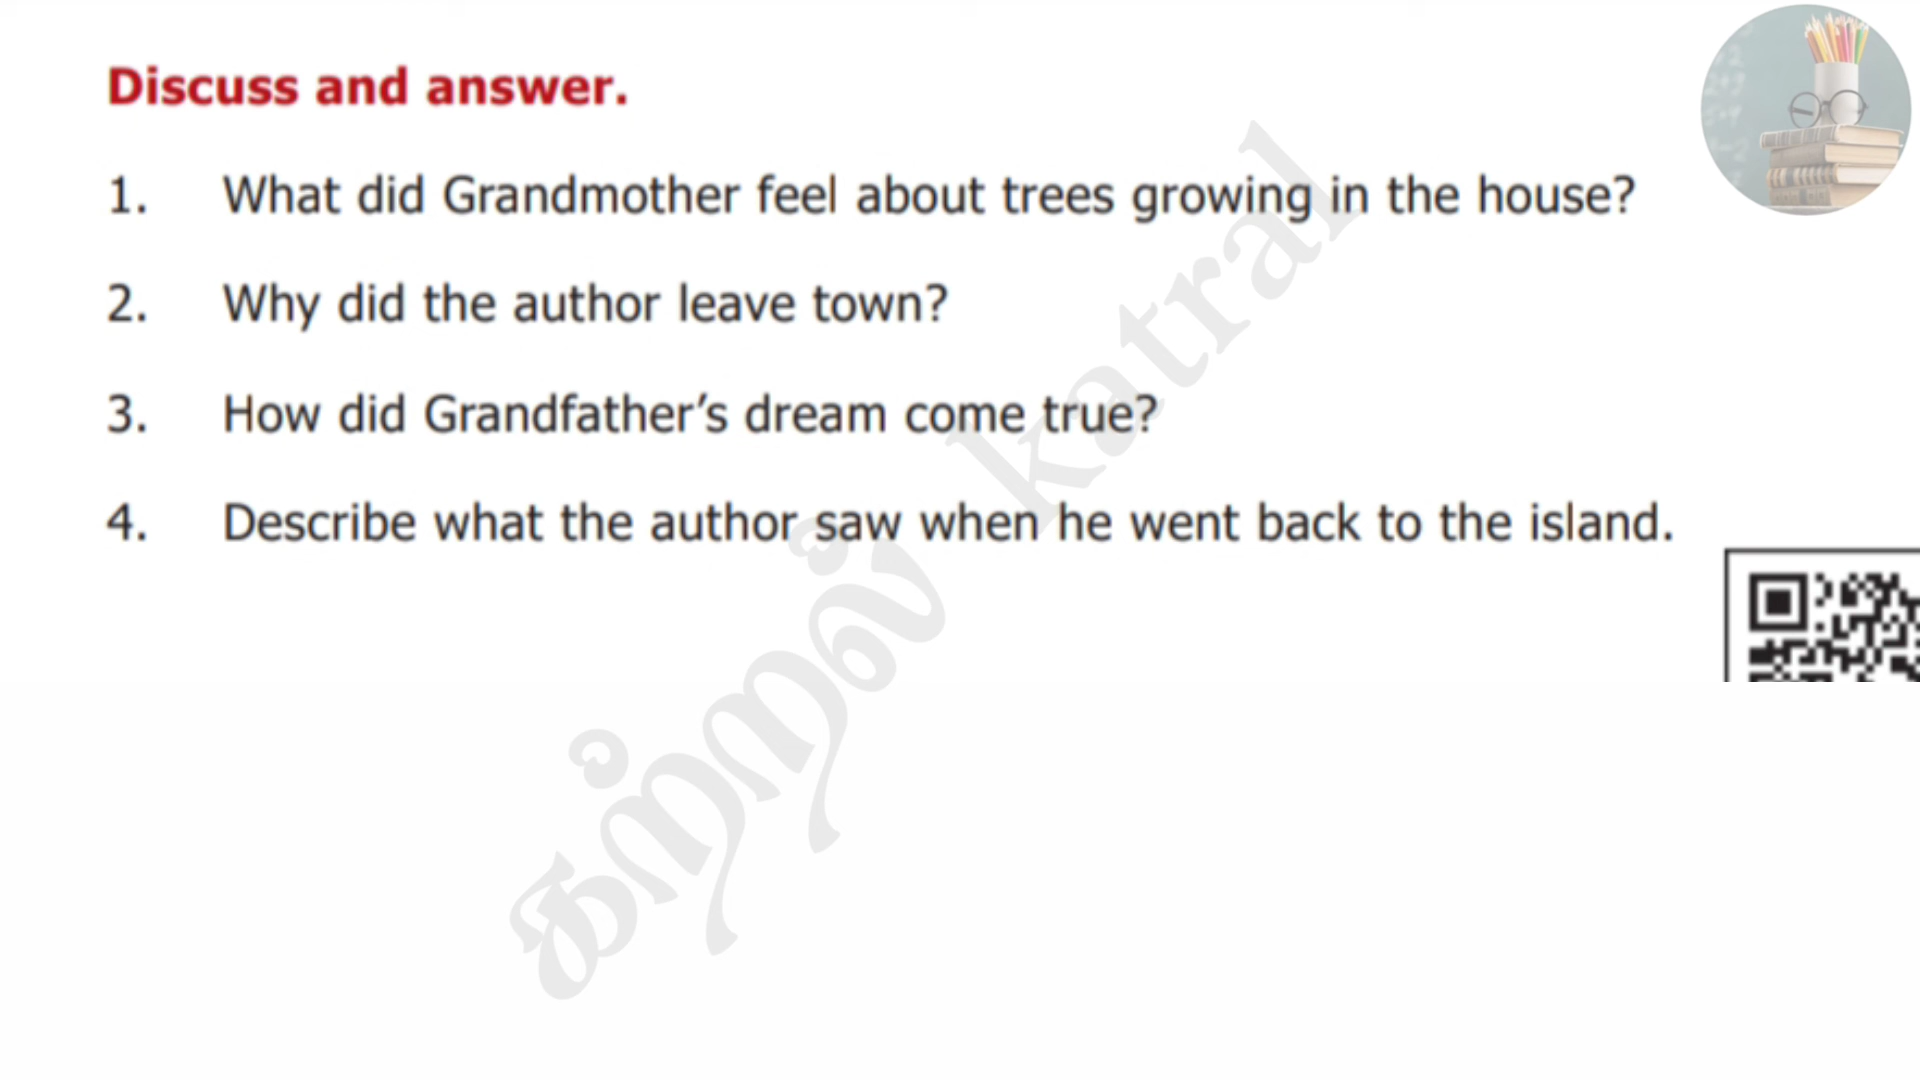 Discuss and answer.
1. What did Grandmother feel about trees growing in the house?
2. Why did the author leave town?
3. How did Grandfather’s dream come true?
4. Describe what the author saw when he went back to the island.
கற்றல் katral